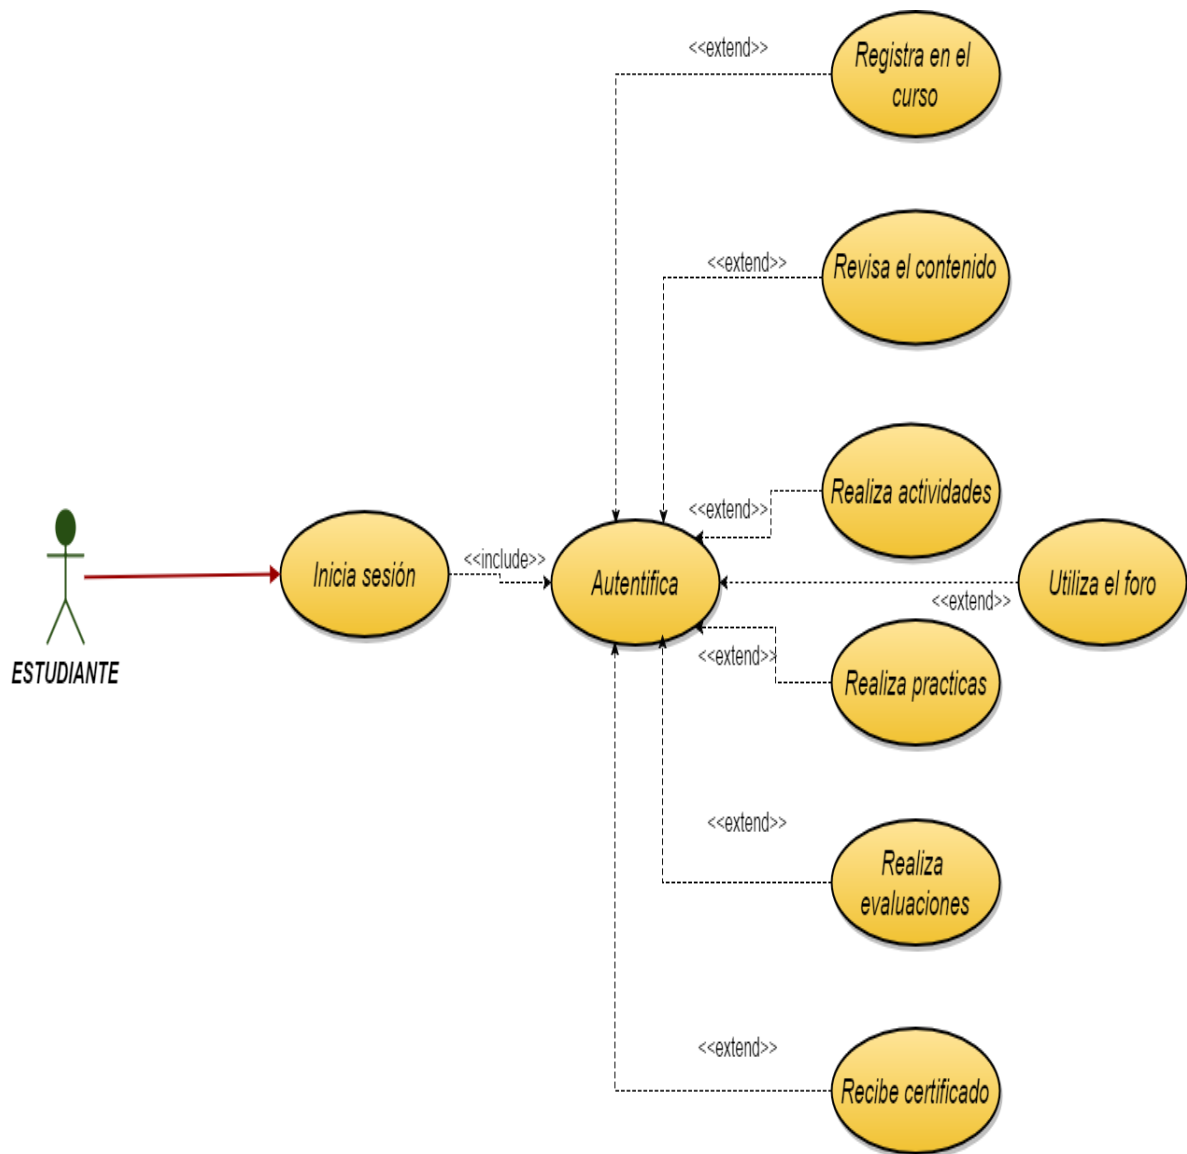 <<extend>>
Registra en el
curso
<<extend>>
Revisa el contenido
<<extend>>
Realiza actividades
<<include>>
Inicia sesión
Autentifica
Utiliza el foro
<<extend>>
<<extend>>
ESTUDIANTE
Realiza practicas
<<extend>>
Realiza
evaluaciones
<<extend>>
Recibe certificado